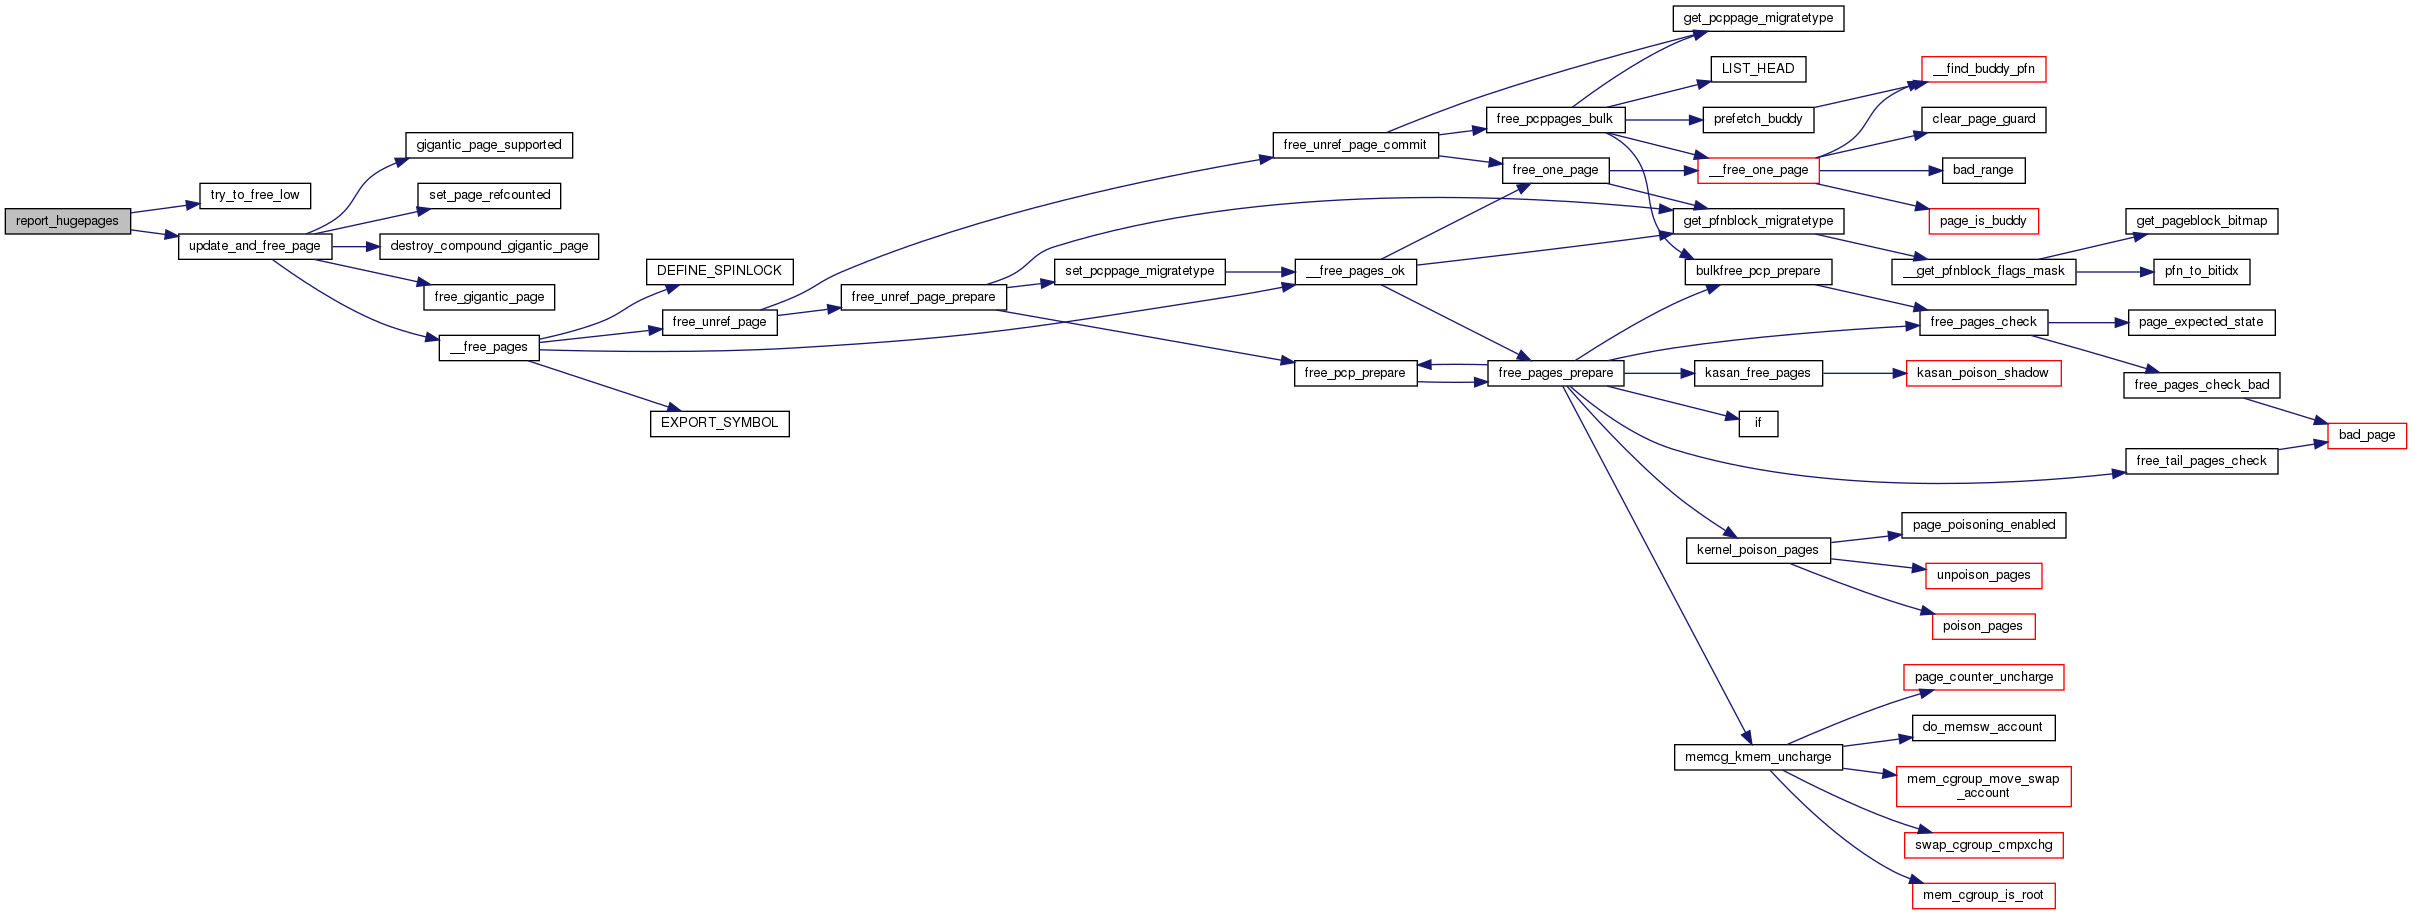 report_hugepages
try_to_free_low
update_and_free_page
gigantic_page_supported
set_page_refcounted
destroy_compound_gigantic_page
free_gigantic_page
__free_pages
DEFINE_SPINLOCK
free_unref_page
EXPORT_SYMBOL
free_unref_page_prepare
set_pcppage_migratetype
free_unref_page_commit
__free_pages_ok
free_pcp_prepare
free_pcppages_bulk
free_one_page
free_pages_prepare
get_pcppage_migratetype
LIST_HEAD
prefetch_buddy
__free_one_page
get_pfnblock_migratetype
bulkfree_pcp_prepare
kasan_free_pages
if
kernel_poison_pages
memcg_kmem_uncharge
__find_buddy_pfn
clear_page_guard
bad_range
page_is_buddy
__get_pfnblock_flags_mask
free_pages_check
kasan_poison_shadow
page_poisoning_enabled
unpoison_pages
poison_pages
page_counter_uncharge
do_memsw_account
mem_cgroup_move_swap
_account
swap_cgroup_cmpxchg
mem_cgroup_is_root
get_pageblock_bitmap
pfn_to_bitidx
page_expected_state
free_pages_check_bad
free_tail_pages_check
bad_page